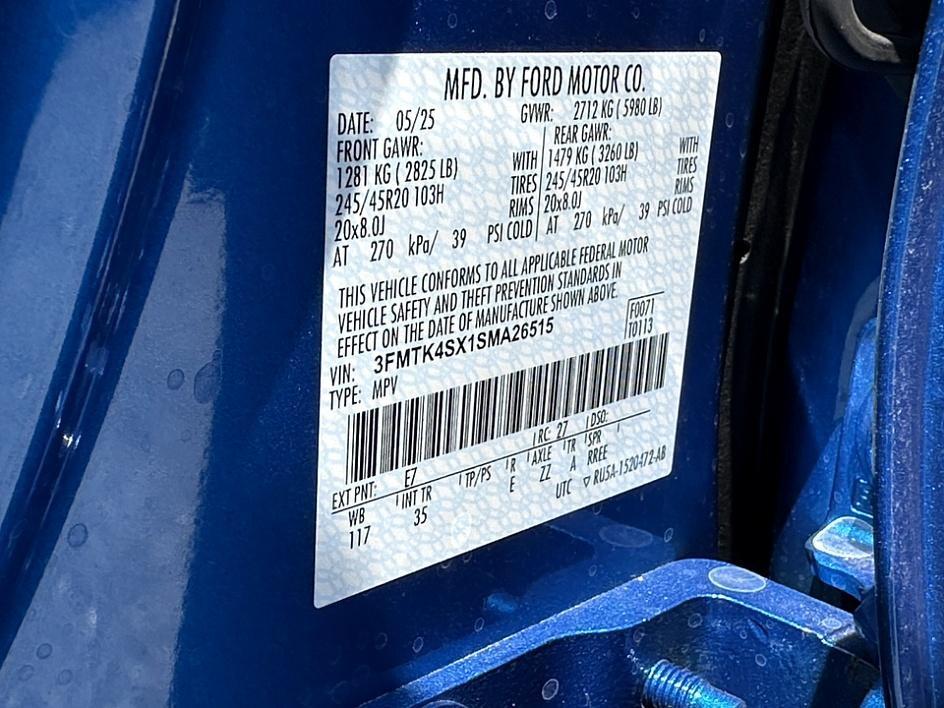 MFD. BY FORD MOTOR CO.
DATE: 05/25 GVWR: 2712 KG ( 5980 LB)
FRONT GAWR: REAR GAWR:
1281 KG ( 2825 LB) WITH 1479 KG ( 3260 LB) WITH
245/45R20 103H TIRES 245/45R20 103H TIRES
20x8.0J RIMS 20x8.0J RIMS
AT 270 kPa/ 39 PSI COLD AT 270 kPa/ 39 PSI COLD
THIS VEHICLE CONFORMS TO ALL APPLICABLE FEDERAL MOTOR
VEHICLE SAFETY AND THEFT PREVENTION STANDARDS IN
EFFECT ON THE DATE OF MANUFACTURE SHOWN ABOVE.
VIN: 3FMTK4SX1SMA26515
F0071
T0113
TYPE: MPV
EXT PNT: E7 RC: 27 DSO:
WB INT TR TP/PS R AXLE TR SPR
117 35 E ZZ A RREE
UTC ▽ RU5A-1520472-AB